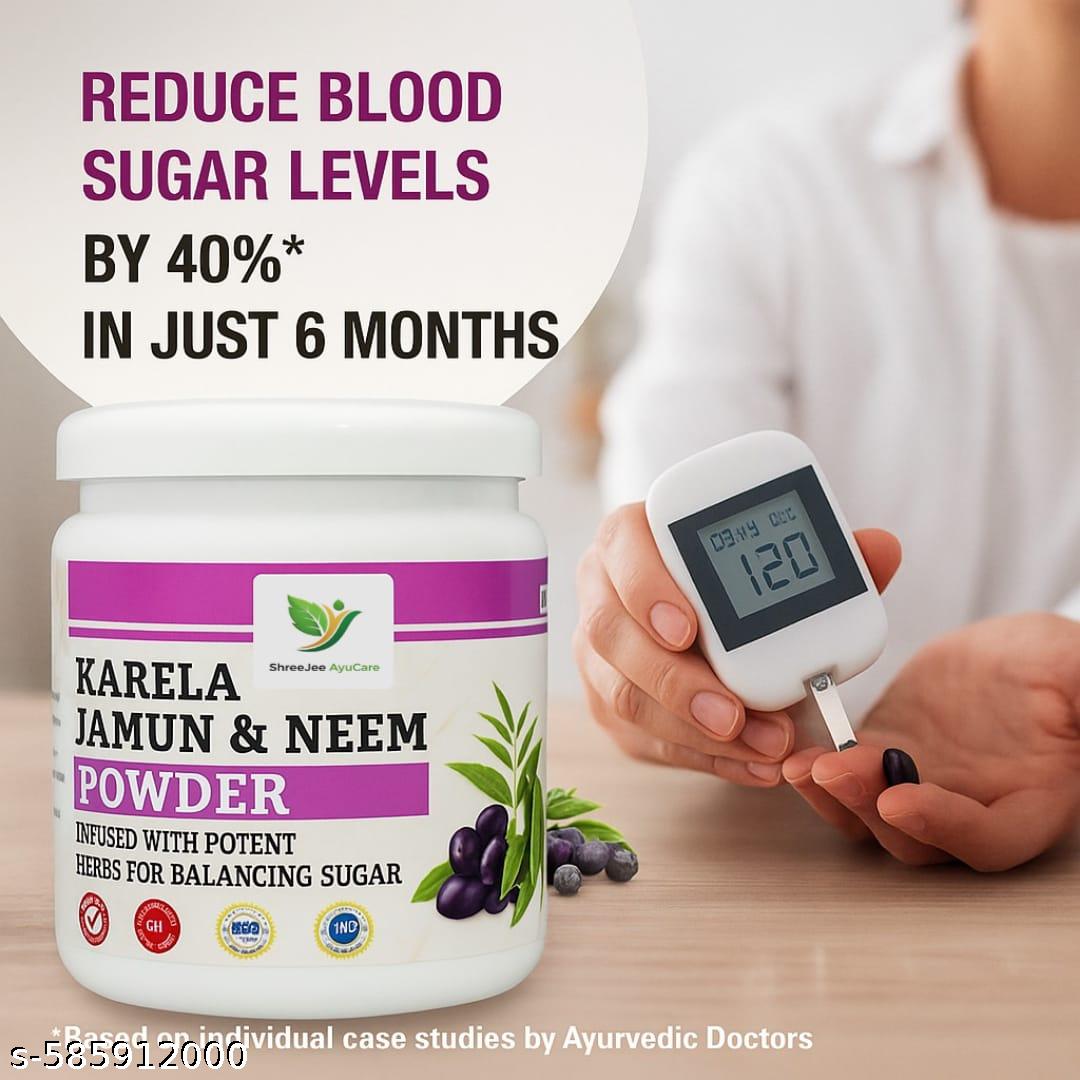 REDUCE BLOOD
SUGAR LEVELS
BY 40%*
IN JUST 6 MONTHS
120
ShreeJee AyuCare
KARELA
JAMUN & NEEM
POWDER
INFUSED WITH POTENT
HERBS FOR BALANCING SUGAR
GH
1ND
*Based on individual case studies by Ayurvedic Doctors
s-585912000